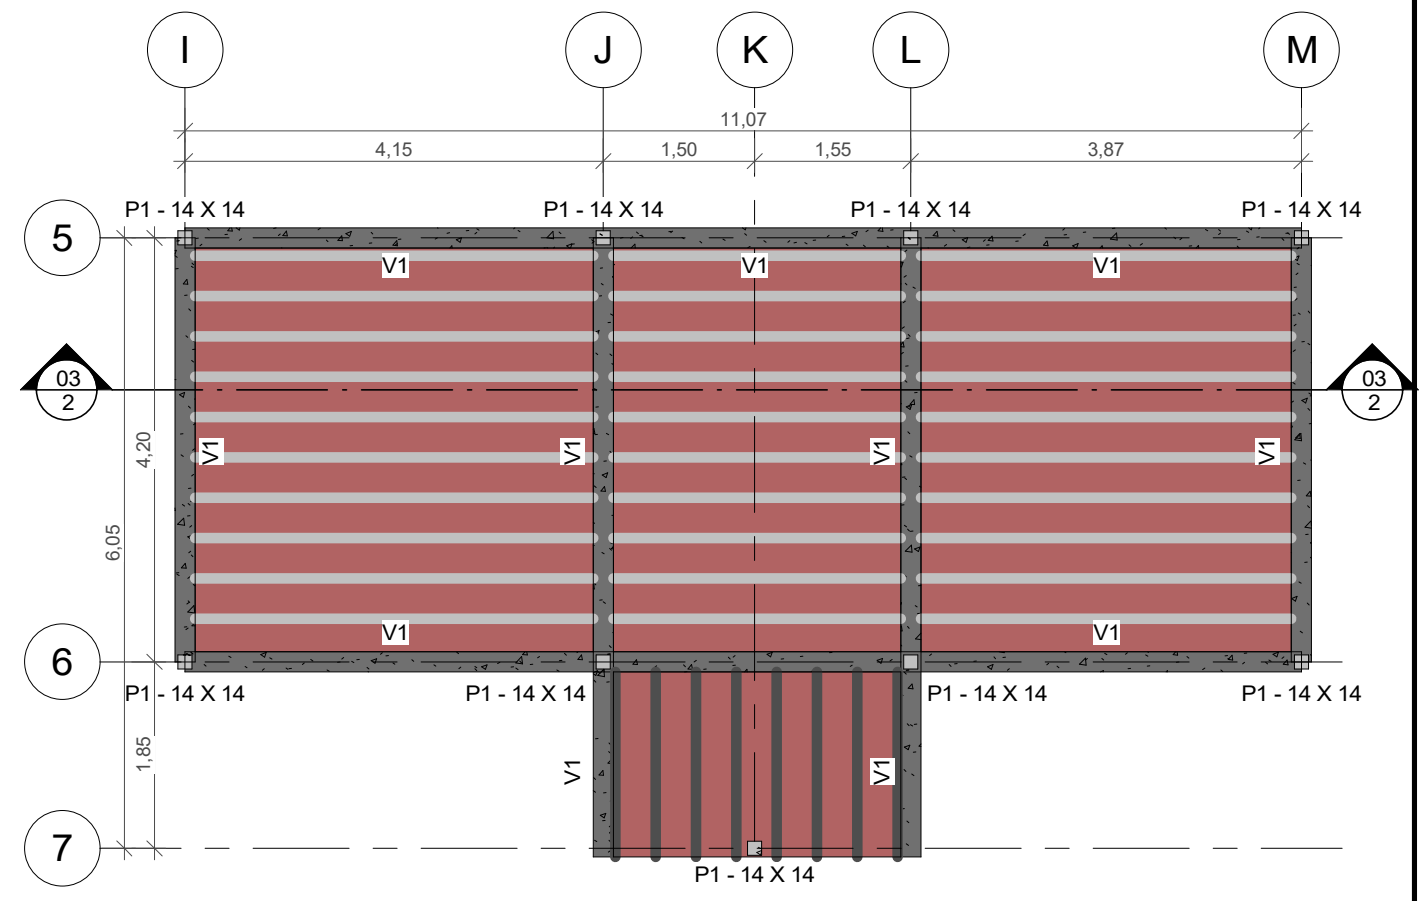 I J K L M
11,07
4,15 1,50 1,55 3,87
P1 - 14 X 14 P1 - 14 X 14 P1 - 14 X 14 P1 - 14 X 14
5
V1 V1 V1
03 03
2 2
4,20 V1 V1 V1 V1
6,05
V1 V1
6
P1 - 14 X 14 P1 - 14 X 14 P1 - 14 X 14 P1 - 14 X 14
1,85 V1 V1
7
P1 - 14 X 14